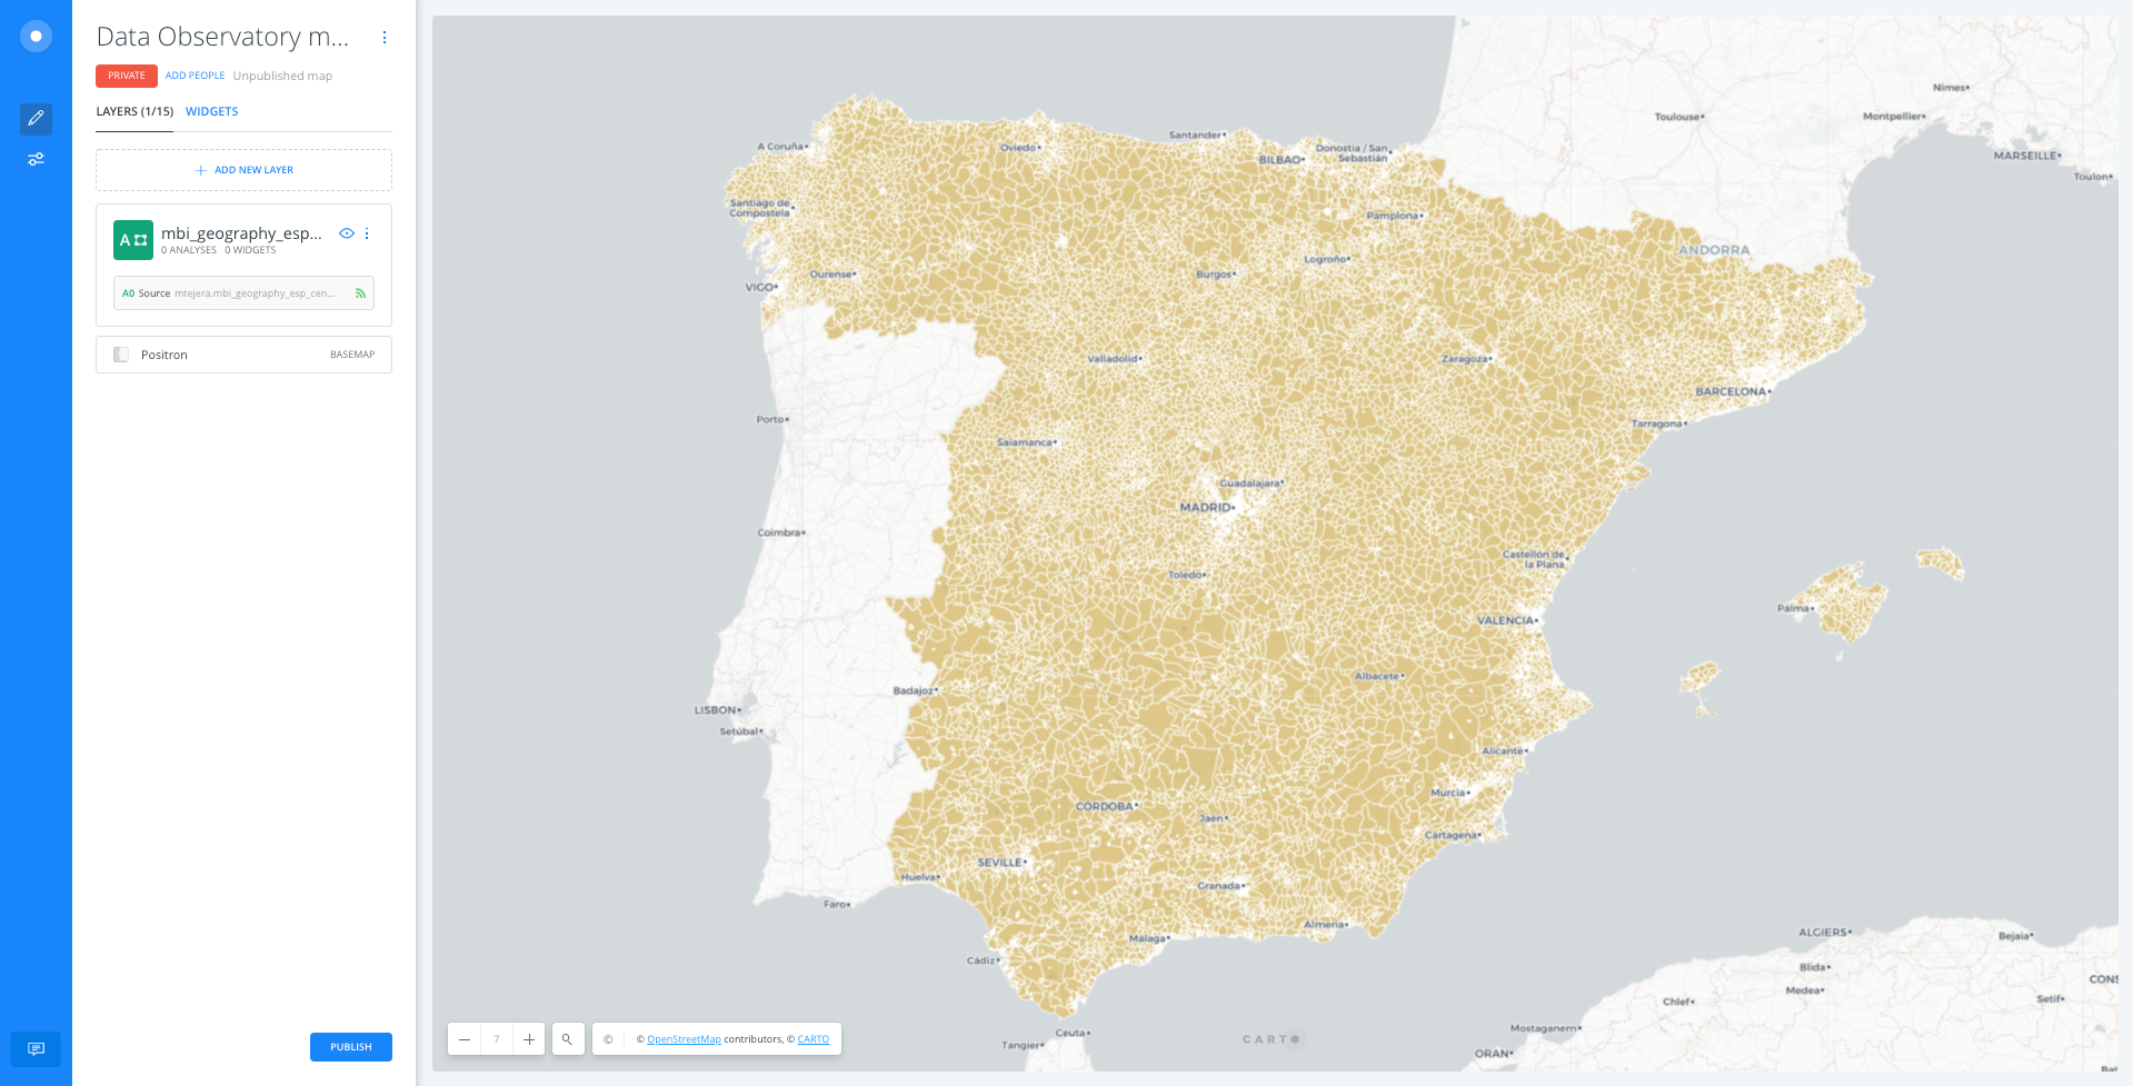 Data Observatory m...
PRIVATE ADD PEOPLE Unpublished map
LAYERS (1/15) WIDGETS
ADD NEW LAYER
A mbi_geography_esp...
0 ANALYSES 0 WIDGETS
A0 Source mtejera.mbi_geography_esp_cen...
Positron BASEMAP
PUBLISH
Nimes
Toulouse
Montpellier
MARSEILLE
Toulon
Santander
A Coruña
Oviedo
BILBAO
Donostia / San
Sebastián
Santiago de
Compostela
Pamplona
ANDORRA
Logroño
Ourense
Burgos
VIGO
Valladolid
Zaragoza
BARCELONA
Porto
Tarragona
Salamanca
Guadalajara
MADRID
Coimbra
Castellón de
la Plana
Toledo
Palma
VALENCIA
Albacete
Badajoz
LISBON
Setúbal
Alicante
Murcia
CÓRDOBA
Jaén
Cartagena
SEVILLE
Huelva
Granada
Faro
Almería
Málaga
ALGIERS
Bejaia
Cádiz
Blida
CONS
Medea
Chlef
Setif
Mostaganem
Ceuta
Tangier
ORAN
Bat
7
© © OpenStreetMap contributors, © CARTO
CARTO